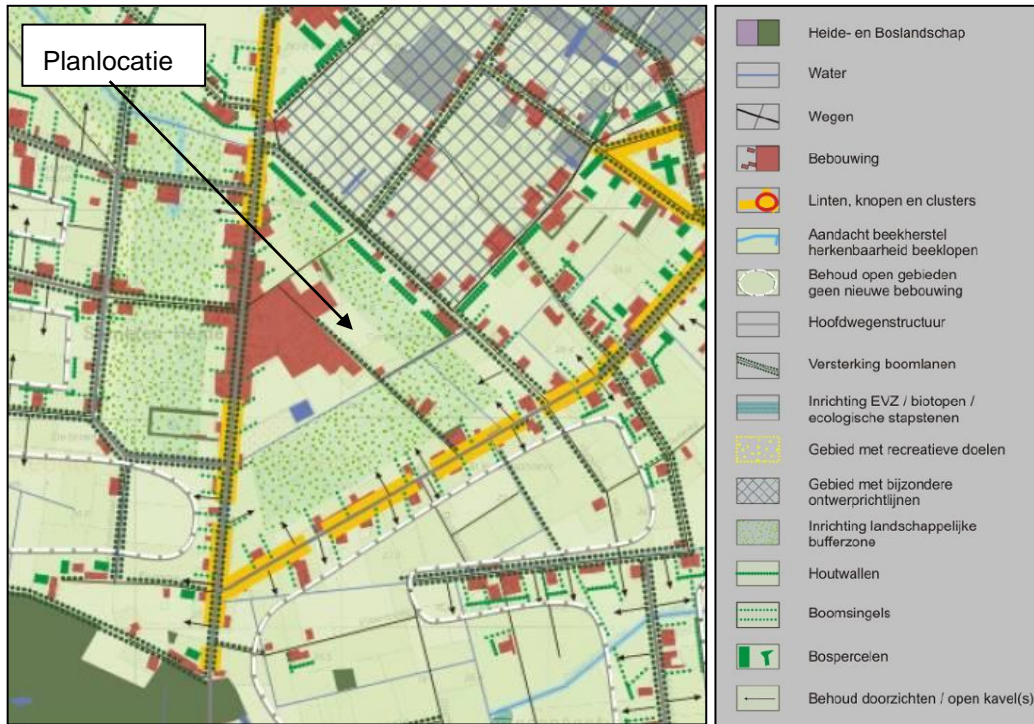 Planlocatie
Heide- en Boslandschap
Water
Wegen
Bebouwing
Linten, knopen en clusters
Aandacht beekherstel
herkenbaarheid beeklopen
Behoud open gebieden
geen nieuwe bebouwing
Hoofdwegenstructuur
Versterking boomlanen
Inrichting EVZ / biotopen /
ecologische stapstenen
Gebied met recreatieve doelen
Gebied met bijzondere
ontwerprichtlijnen
Inrichting landschappelijke
bufferzone
Houtwallen
Boomsingels
Bospercelen
Behoud doorzichten / open kavel(s)